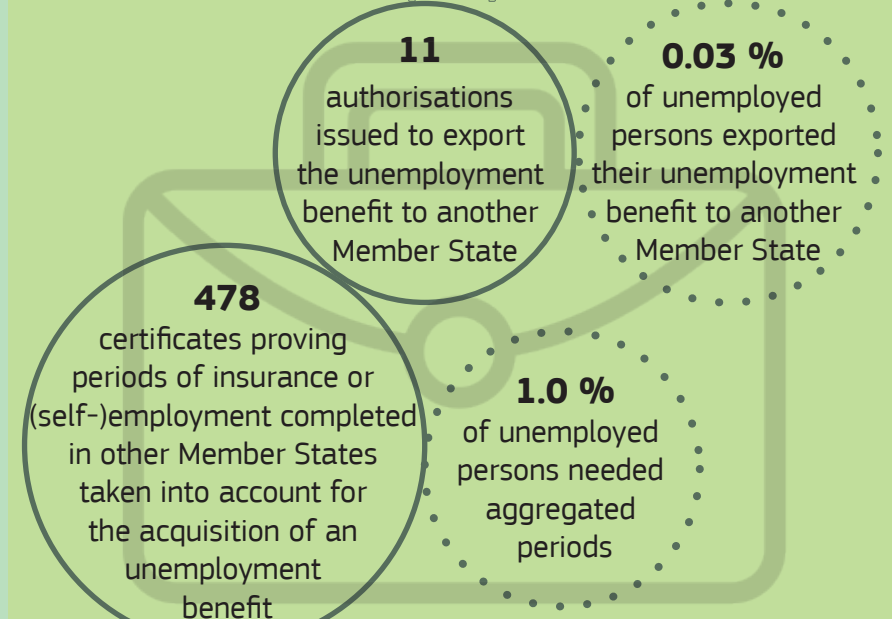 11
authorisations
issued to export
the unemployment
benefit to another
Member State
0.03 %
of unemployed
persons exported
their unemployment
benefit to another
Member State
478
certificates proving
periods of insurance or
(self-)employment completed
in other Member States
taken into account for
the acquisition of an
unemployment
benefit
1.0 %
of unemployed
persons needed
aggregated
periods